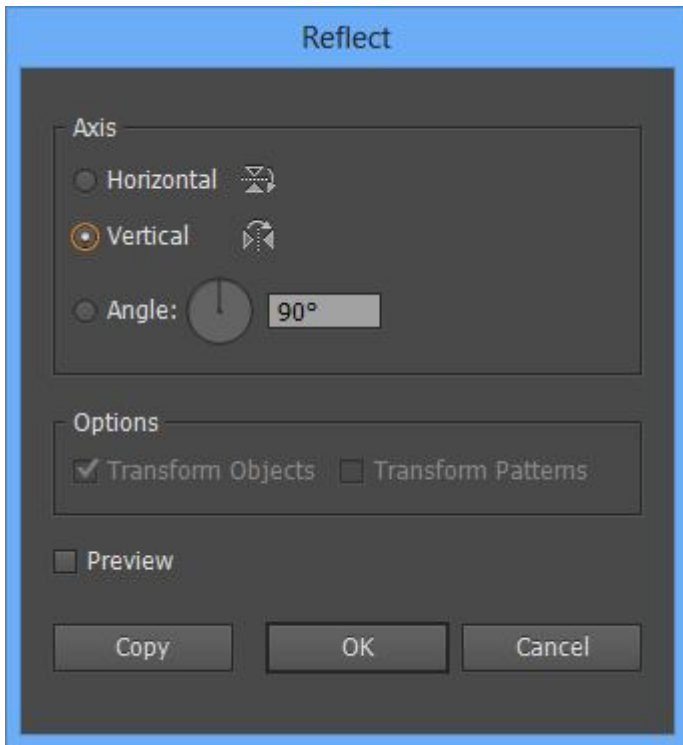 Reflect
Axis
Horizontal
Vertical
Angle: 90°
Options
Transform Objects Transform Patterns
Preview
Copy OK Cancel